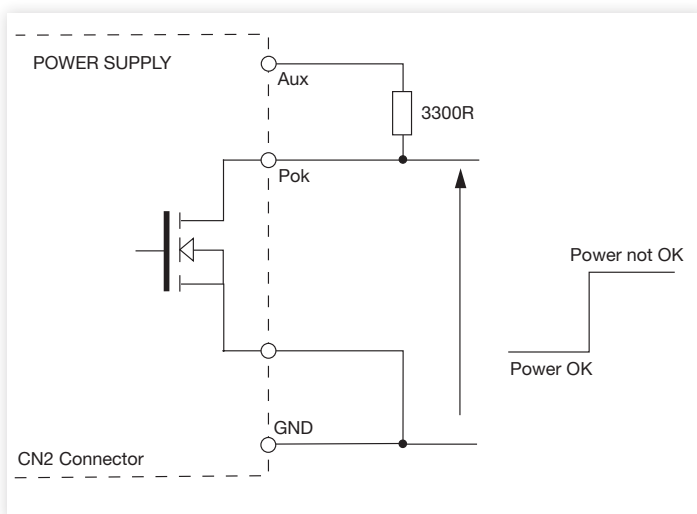 POWER SUPPLY
Aux
3300R
Pok
Power not OK
Power OK
GND
CN2 Connector